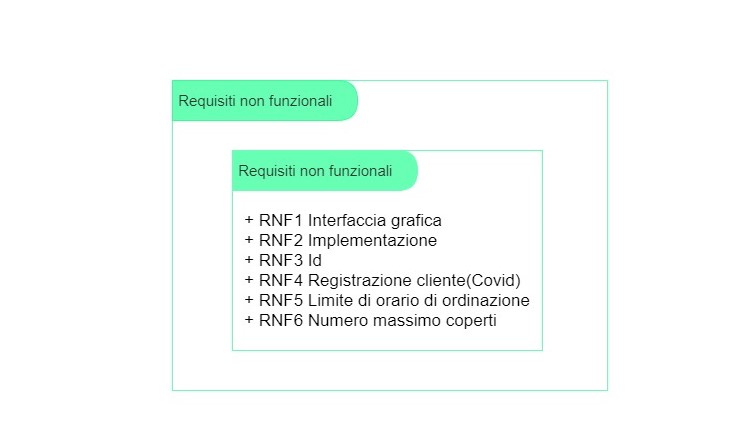 Requisiti non funzionali
Requisiti non funzionali
+ RNF1 Interfaccia grafica
+ RNF2 Implementazione
+ RNF3 Id
+ RNF4 Registrazione cliente(Covid)
+ RNF5 Limite di orario di ordinazione
+ RNF6 Numero massimo coperti